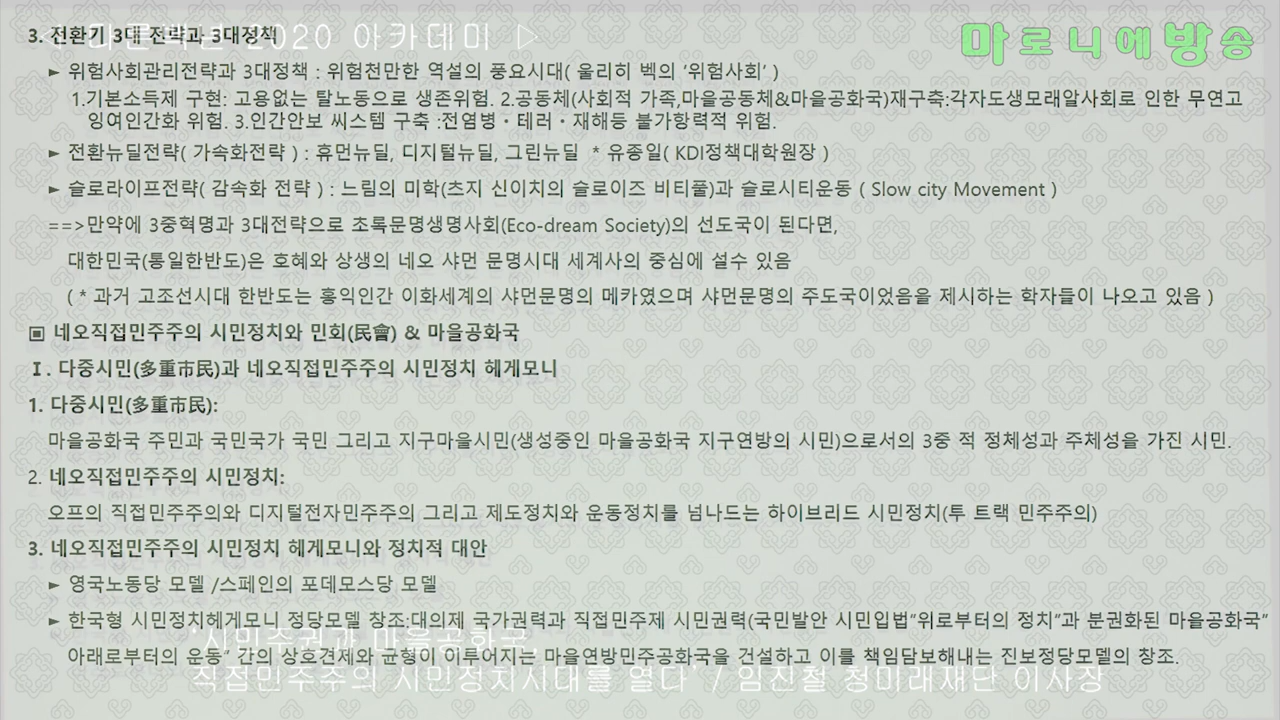 3. 전환기 3대 전략과 3대정책
2020 아카데미 ▷
마로니에방송
► 위험사회관리전략과 3대정책 : 위험천만한 역설의 풍요시대( 울리히 벡의 ‘위험사회’ )
1.기본소득제 구현: 고용없는 탈노동으로 생존위험. 2.공동체(사회적 가족,마을공동체&마을공화국)재구축:각자도생모래알사회로 인한 무연고
잉여인간화 위험. 3.인간안보 씨스템 구축 :전염병・테러・재해등 불가항력적 위험.
► 전환뉴딜전략( 가속화전략 ) : 휴먼뉴딜, 디지털뉴딜, 그린뉴딜 * 유종일( KDI정책대학원장 )
► 슬로라이프전략( 감속화 전략 ) : 느림의 미학(츠지 신이치의 슬로이즈 비티풀)과 슬로시티운동 ( Slow city Movement )
==>만약에 3중혁명과 3대전략으로 초록문명생명사회(Eco-dream Society)의 선도국이 된다면,
대한민국(통일한반도)은 호혜와 상생의 네오 샤먼 문명시대 세계사의 중심에 설수 있음
( * 과거 고조선시대 한반도는 홍익인간 이화세계의 샤먼문명의 메카였으며 샤먼문명의 주도국이었음을 제시하는 학자들이 나오고 있음 )
▣ 네오직접민주주의 시민정치와 민회(民會) & 마을공화국
Ⅰ. 다중시민(多重市民)과 네오직접민주주의 시민정치 헤게모니
1. 다중시민(多重市民):
마을공화국 주민과 국민국가 국민 그리고 지구마을시민(생성중인 마을공화국 지구연방의 시민)으로서의 3중 적 정체성과 주체성을 가진 시민.
2. 네오직접민주주의 시민정치:
오프의 직접민주주의와 디지털전자민주주의 그리고 제도정치와 운동정치를 넘나드는 하이브리드 시민정치(투 트랙 민주주의)
3. 네오직접민주주의 시민정치 헤게모니와 정치적 대안
► 영국노동당 모델 /스페인의 포데모스당 모델
► 한국형 시민정치헤게모니 정당모델 창조:대의제 국가권력과 직접민주제 시민권력(국민발안 시민입법"위로부터의 정치"과 분권화된 마을공화국"
아래로부터의 운동" 간의 상호견제와 균형이 이루어지는 마을연방민주공화국을 건설하고 이를 책임담보해내는 진보정당모델의 창조.
‘시민주권과 마을공화국,
직접민주주의 시민정치시대를 열다’ / 임진철 청미래재단 이사장